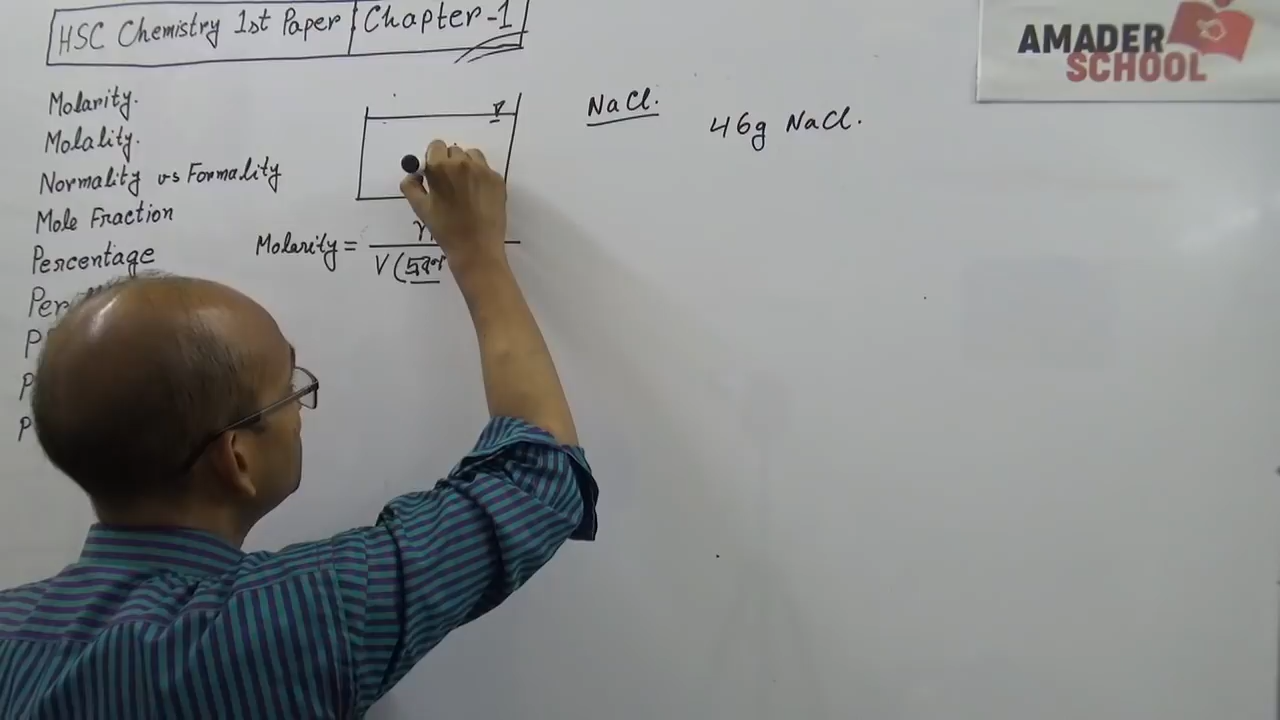 HSC Chemistry 1st Paper | Chapter-1
AMADER
SCHOOL
Molarity.
Molality.
Normality vs Formality
Mole Fraction
Percentage
NaCl.
46g NaCl.
Molarity =
V (দ্রবণ